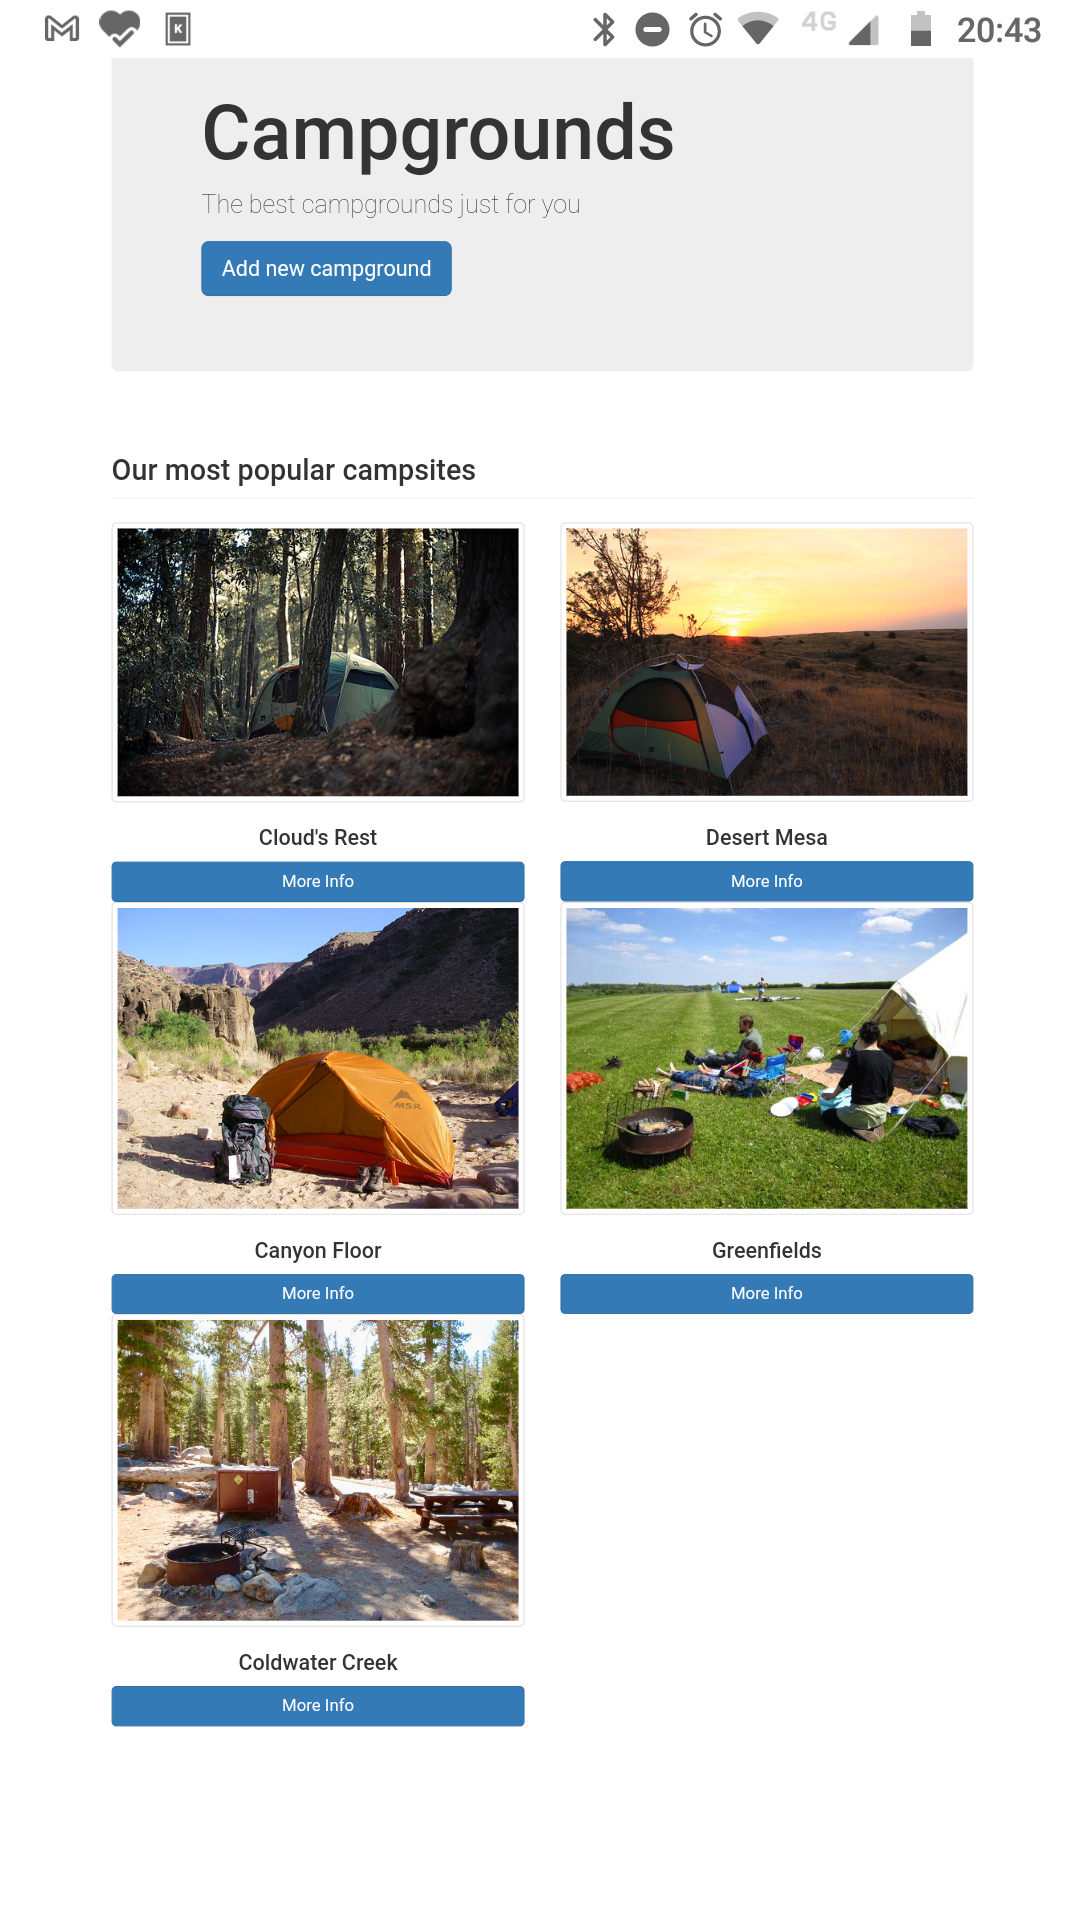 4G 20:43
Campgrounds
The best campgrounds just for you
Add new campground
Our most popular campsites
Cloud's Rest
Desert Mesa
More Info
More Info
MSR
Canyon Floor
Greenfields
More Info
More Info
Coldwater Creek
More Info